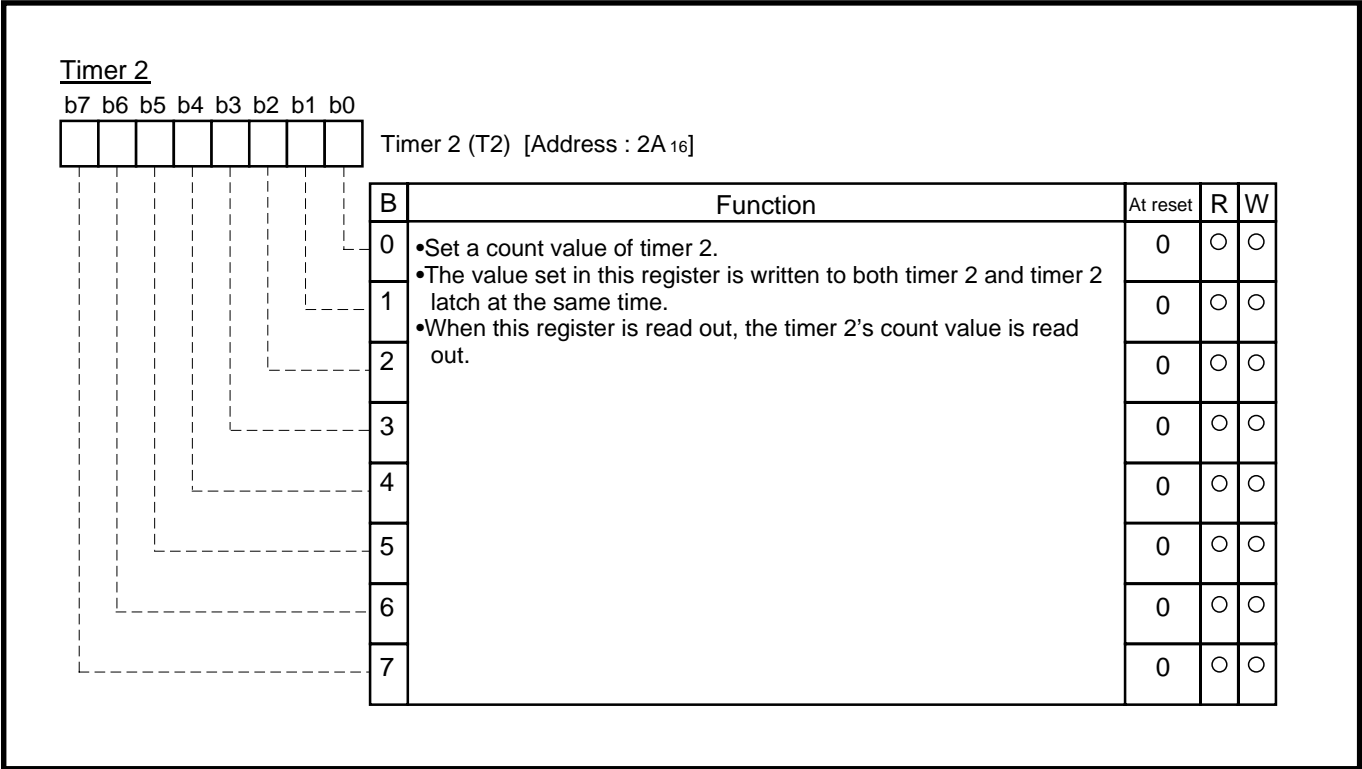 Timer 2
b7 b6 b5 b4 b3 b2 b1 b0
Timer 2 (T2) [Address : 2A 16]
B Function At reset R W
0 •Set a count value of timer 2. 0 ○ ○
•The value set in this register is written to both timer 2 and timer 2
1 latch at the same time. 0 ○ ○
•When this register is read out, the timer 2’s count value is read
2 out. 0 ○ ○
3 0 ○ ○
4 0 ○ ○
5 0 ○ ○
6 0 ○ ○
7 0 ○ ○